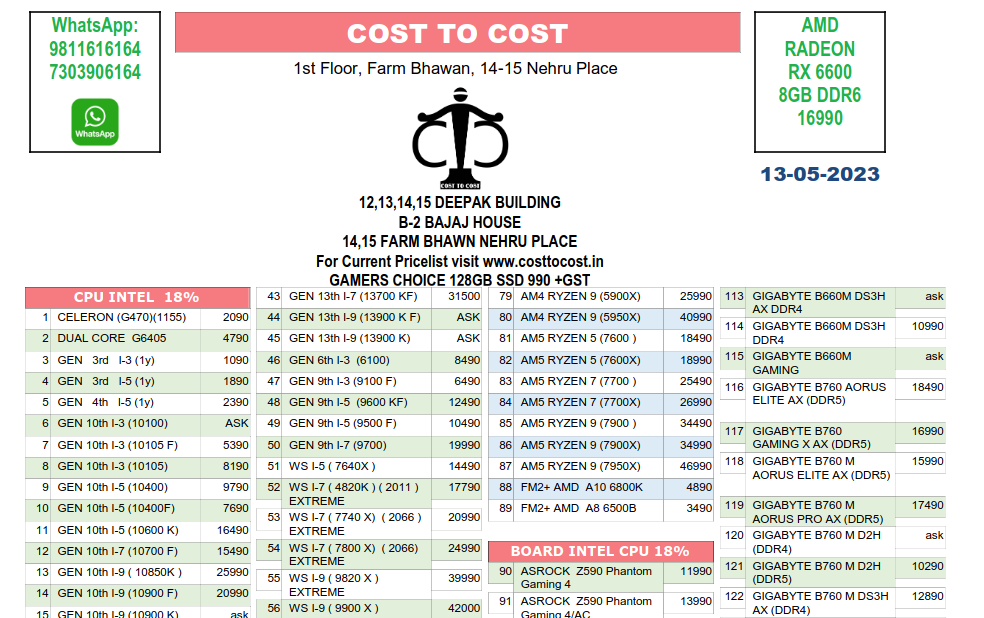 WhatsApp:
9811616164
7303906164
WhatsApp
COST TO COST
1st Floor, Farm Bhawan, 14-15 Nehru Place
COST TO COST
12,13,14,15 DEEPAK BUILDING
B-2 BAJAJ HOUSE
14,15 FARM BHAWN NEHRU PLACE
For Current Pricelist visit www.costtocost.in
GAMERS CHOICE 128GB SSD 990 +GST
AMD
RADEON
RX 6600
8GB DDR6
16990
13-05-2023
CPU INTEL 18%
1 CELERON (G470)(1155) 2090
2 DUAL CORE G6405 4790
3 GEN 3rd I-3 (1y) 1090
4 GEN 3rd I-5 (1y) 1890
5 GEN 4th I-5 (1y) 2390
6 GEN 10th I-3 (10100) ASK
7 GEN 10th I-3 (10105 F) 5390
8 GEN 10th I-3 (10105) 8190
9 GEN 10th I-5 (10400) 9790
10 GEN 10th I-5 (10400F) 7690
11 GEN 10th I-5 (10600 K) 16490
12 GEN 10th I-7 (10700 F) 15490
13 GEN 10th I-9 ( 10850K ) 25990
14 GEN 10th I-9 (10900 F) 20990
15 GEN 10th I-9 (10900 K) ask
43 GEN 13th I-7 (13700 KF) 31500
44 GEN 13th I-9 (13900 K F) ASK
45 GEN 13th I-9 (13900 K) ASK
46 GEN 6th I-3 (6100) 8490
47 GEN 9th I-3 (9100 F) 6490
48 GEN 9th I-5 (9600 KF) 12490
49 GEN 9th I-5 (9500 F) 10490
50 GEN 9th I-7 (9700) 19990
51 WS I-5 ( 7640X ) 14490
52 WS I-7 ( 4820K ) ( 2011 ) 17790
EXTREME
53 WS I-7 ( 7740 X) ( 2066 ) 20990
EXTREME
54 WS I-7 ( 7800 X) ( 2066) 24990
EXTREME
55 WS I-9 ( 9820 X ) 39990
EXTREME
56 WS I-9 ( 9900 X ) 42000
79 AM4 RYZEN 9 (5900X) 25990
80 AM4 RYZEN 9 (5950X) 40990
81 AM5 RYZEN 5 (7600 ) 18490
82 AM5 RYZEN 5 (7600X) 18990
83 AM5 RYZEN 7 (7700 ) 25490
84 AM5 RYZEN 7 (7700X) 26990
85 AM5 RYZEN 9 (7900 ) 34490
86 AM5 RYZEN 9 (7900X) 34990
87 AM5 RYZEN 9 (7950X) 46990
88 FM2+ AMD A10 6800K 4890
89 FM2+ AMD A8 6500B 3490
BOARD INTEL CPU 18%
90 ASROCK Z590 Phantom 11990
Gaming 4
91 ASROCK Z590 Phantom 13990
Gaming 4/AC
113 GIGABYTE B660M DS3H ask
AX DDR4
114 GIGABYTE B660M DS3H 10990
DDR4
115 GIGABYTE B660M ask
GAMING
116 GIGABYTE B760 AORUS 18490
ELITE AX (DDR5)
117 GIGABYTE B760 16990
GAMING X AX (DDR5)
118 GIGABYTE B760 M 15990
AORUS ELITE AX (DDR5)
119 GIGABYTE B760 M 17490
AORUS PRO AX (DDR5)
120 GIGABYTE B760 M D2H ask
(DDR4)
121 GIGABYTE B760 M D2H 10290
(DDR5)
122 GIGABYTE B760 M DS3H 12890
AX (DDR4)